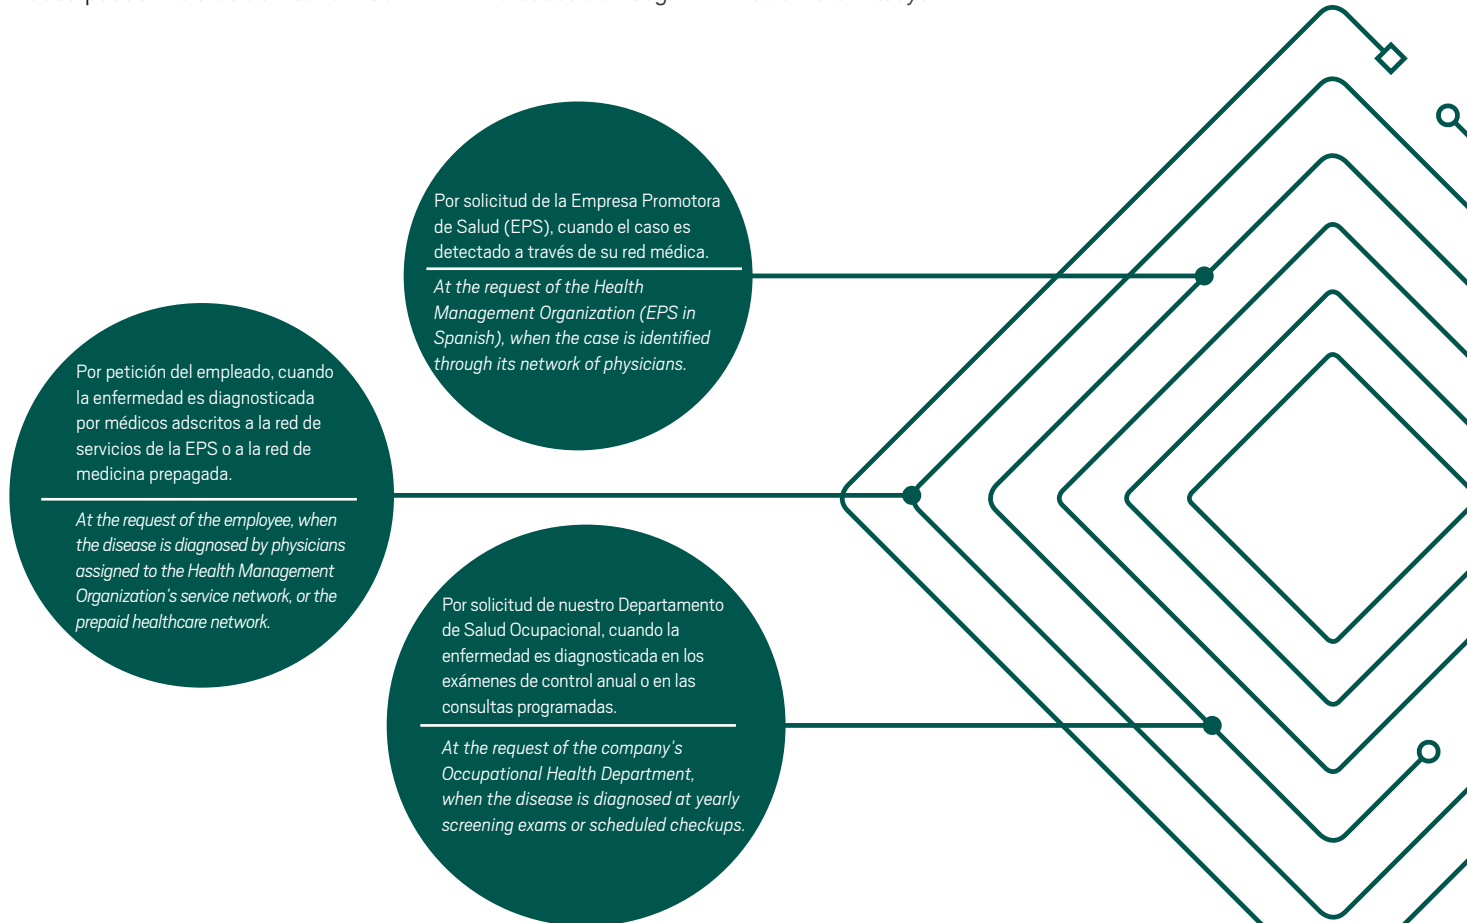 Por solicitud de la Empresa Promotora
de Salud (EPS), cuando el caso es
detectado a través de su red médica.
At the request of the Health
Management Organization (EPS in
Spanish), when the case is identified
through its network of physicians.
Por petición del empleado, cuando
la enfermedad es diagnosticada
por médicos adscritos a la red de
servicios de la EPS o a la red de
medicina prepagada.
At the request of the employee, when
the disease is diagnosed by physicians
assigned to the Health Management
Organization's service network, or the
prepaid healthcare network.
Por solicitud de nuestro Departamento
de Salud Ocupacional, cuando la
enfermedad es diagnosticada en los
exámenes de control anual o en las
consultas programadas.
At the request of the company's
Occupational Health Department,
when the disease is diagnosed at yearly
screening exams or scheduled checkups.